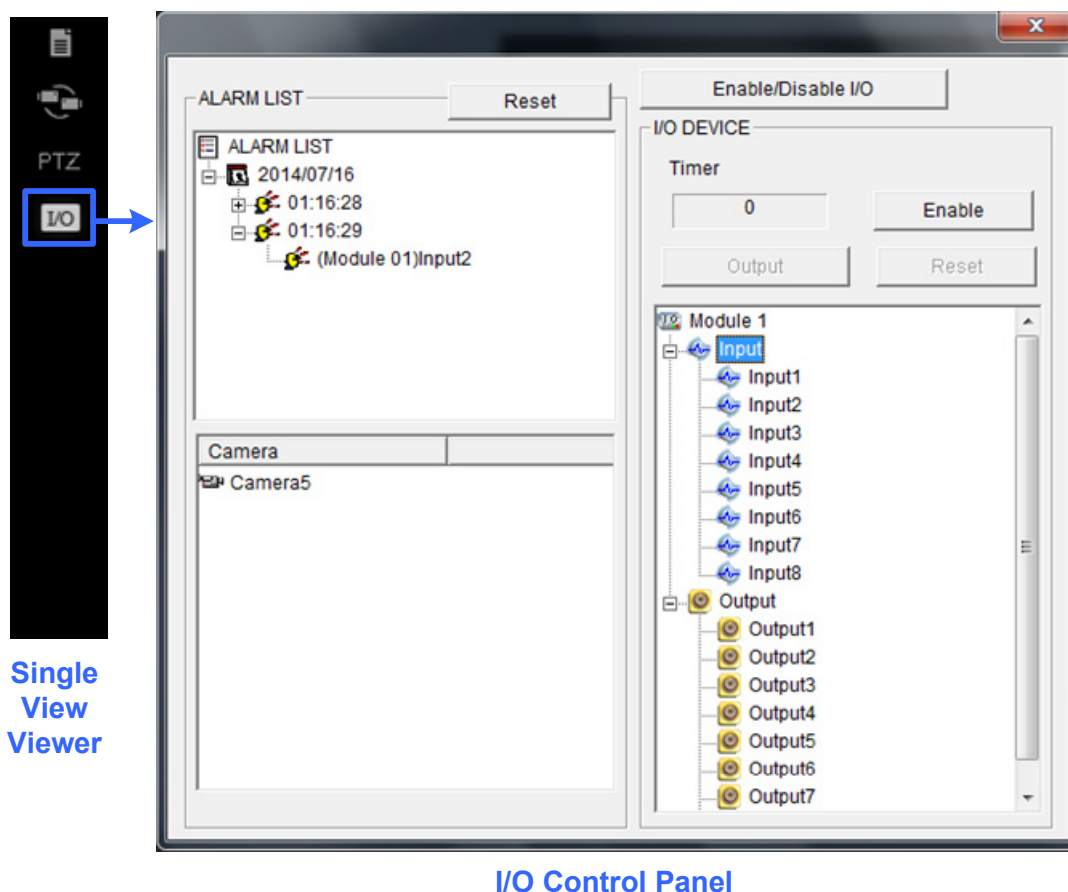 PTZ
I/O
Single
View
Viewer
ALARM LIST
Reset
ALARM LIST
2014/07/16
01:16:28
01:16:29
(Module 01)Input2
Camera
Camera5
Enable/Disable I/O
I/O DEVICE
Timer
0
Enable
Output
Reset
Module 1
Input
Input1
Input2
Input3
Input4
Input5
Input6
Input7
Input8
Output
Output1
Output2
Output3
Output4
Output5
Output6
Output7
I/O Control Panel